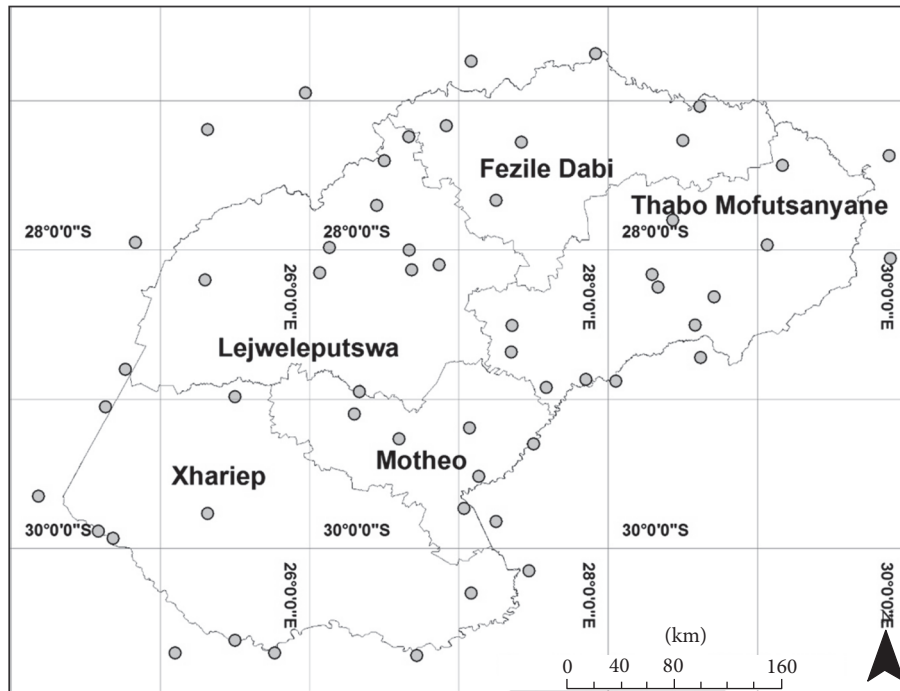 Fezile Dabi
Thabo Mofutsanyane
28°0'0"S 28°0'0"S 28°0'0"S
26°0'0"E 28°0'0"E 30°0'0"E
Lejweleputswa
Motheo
Xhariep
30°0'0"S 30°0'0"S 30°0'0"S
26°0'0"E 28°0'0"E 30°0'02"E
(km)
0 40 80 160